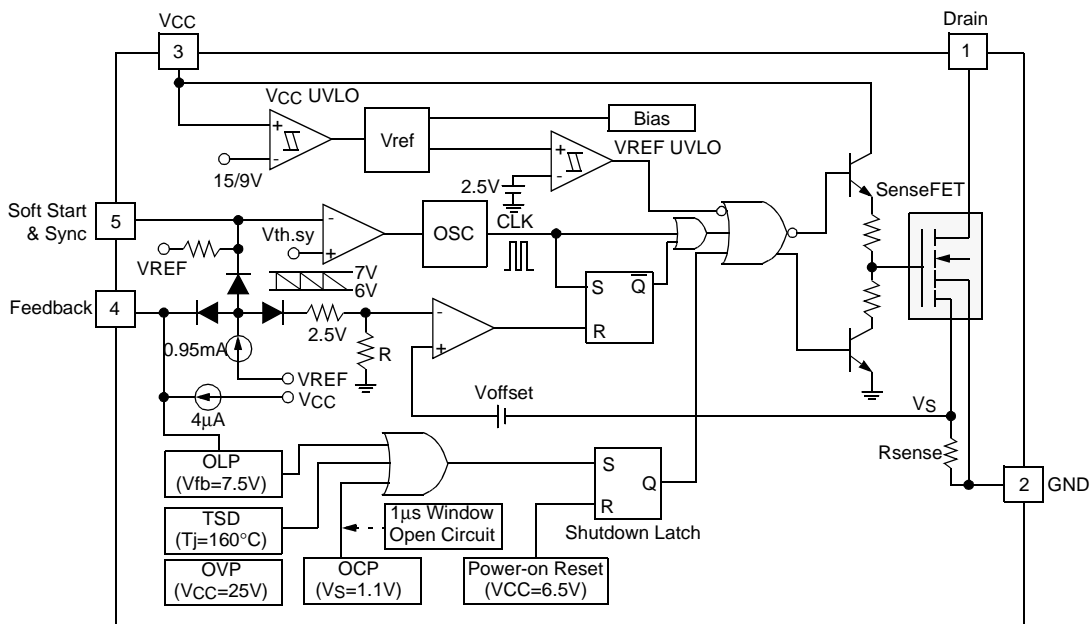 VCC
Drain
3
1
VCC UVLO
Bias
Vref
VREF UVLO
15/9V
2.5V
SenseFET
Soft Start
& Sync
5
CLK
OSC
Vth.sy
VREF
7V
6V
S
Q
R
Feedback
4
2.5V
R
0.95mA
VREF
VCC
4µA
Voffset
VS
Rsense
OLP
(Vfb=7.5V)
S
Q
R
2
GND
TSD
(Tj=160°C)
1µs Window
Open Circuit
Shutdown Latch
OVP
(VCC=25V)
OCP
(VS=1.1V)
Power-on Reset
(VCC=6.5V)
+
-
+
-
-
+
-
+